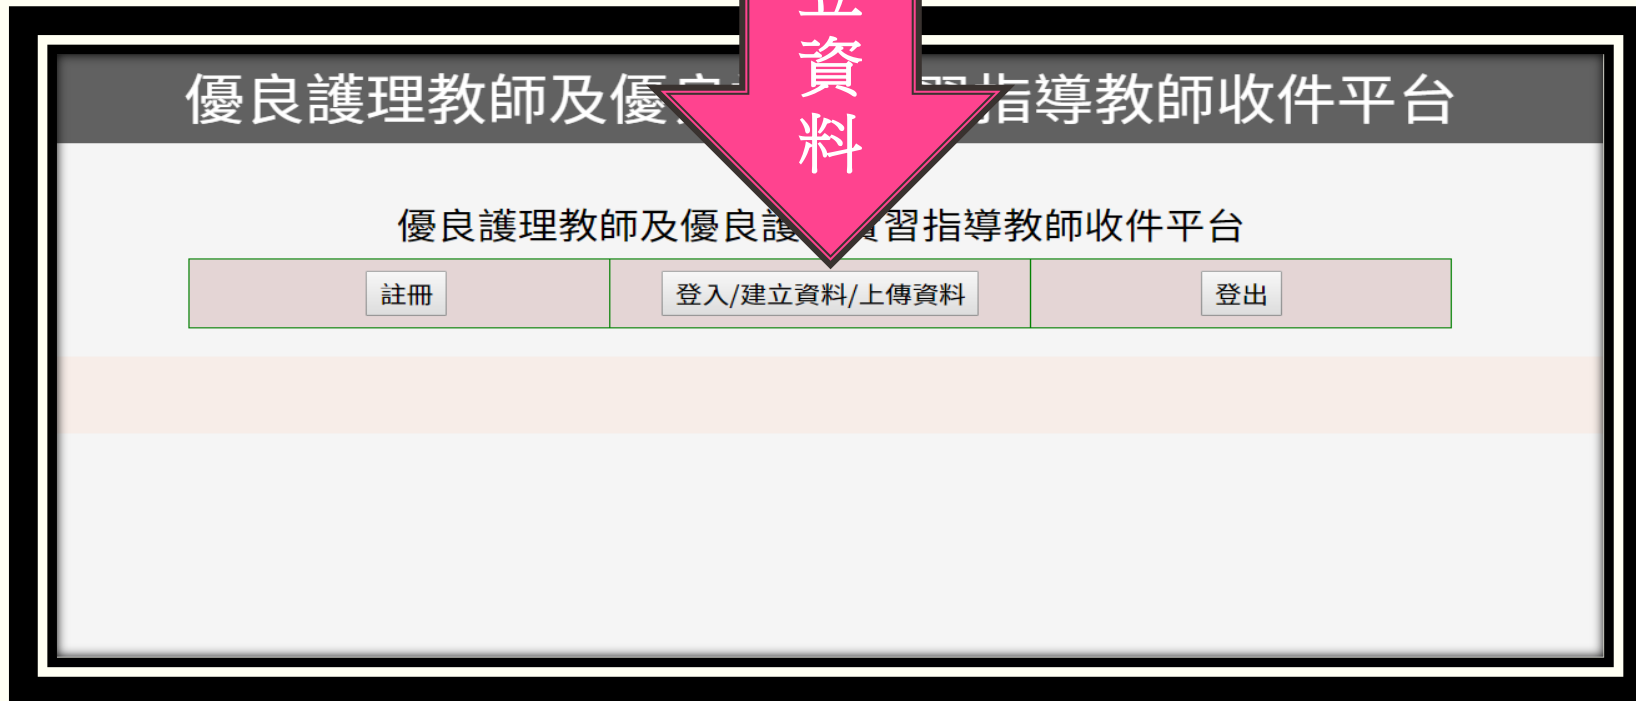 資
料
優良護理教師及優
指導教師收件平台
優良護理教師及優良護
習指導教師收件平台
註冊
登入/建立資料/上傳資料
登出